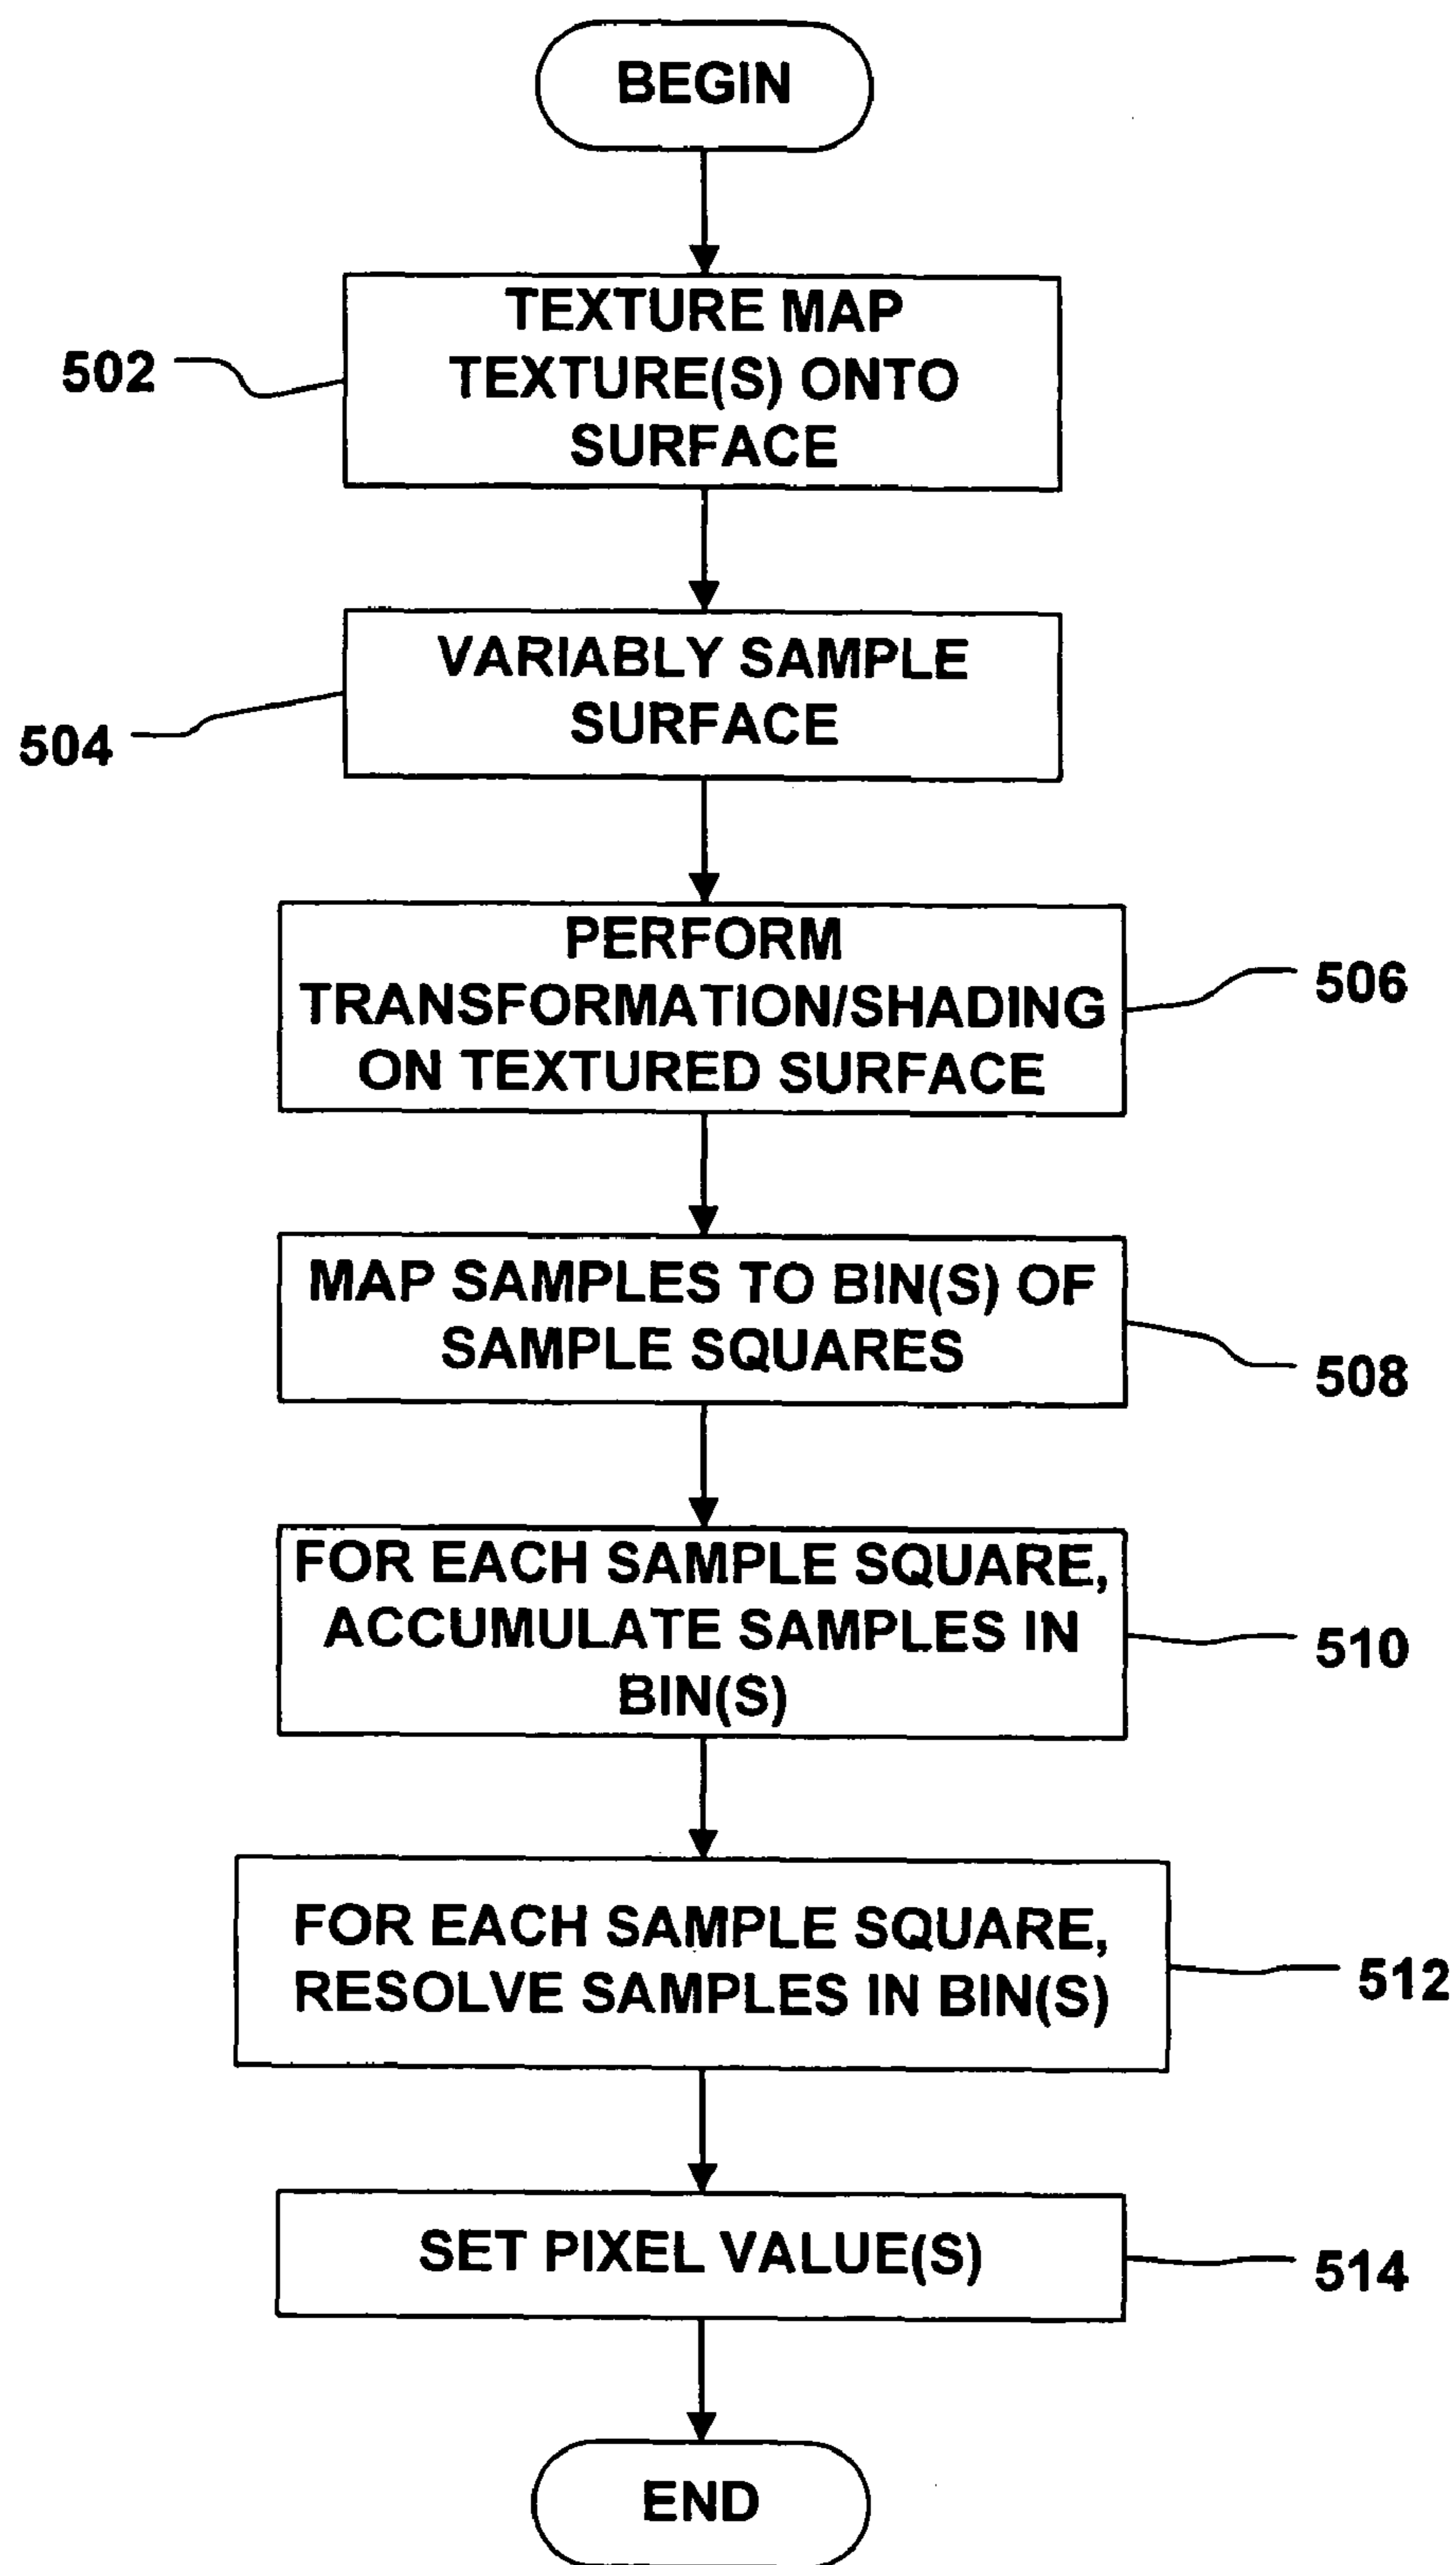 BEGIN
502
TEXTURE MAP
TEXTURE(S) ONTO
SURFACE
504
VARIABLY SAMPLE
SURFACE
PERFORM
TRANSFORMATION/SHADING
ON TEXTURED SURFACE
506
MAP SAMPLES TO BIN(S) OF
SAMPLE SQUARES
508
FOR EACH SAMPLE SQUARE,
ACCUMULATE SAMPLES IN
BIN(S)
510
FOR EACH SAMPLE SQUARE,
RESOLVE SAMPLES IN BIN(S)
512
SET PIXEL VALUE(S)
514
END